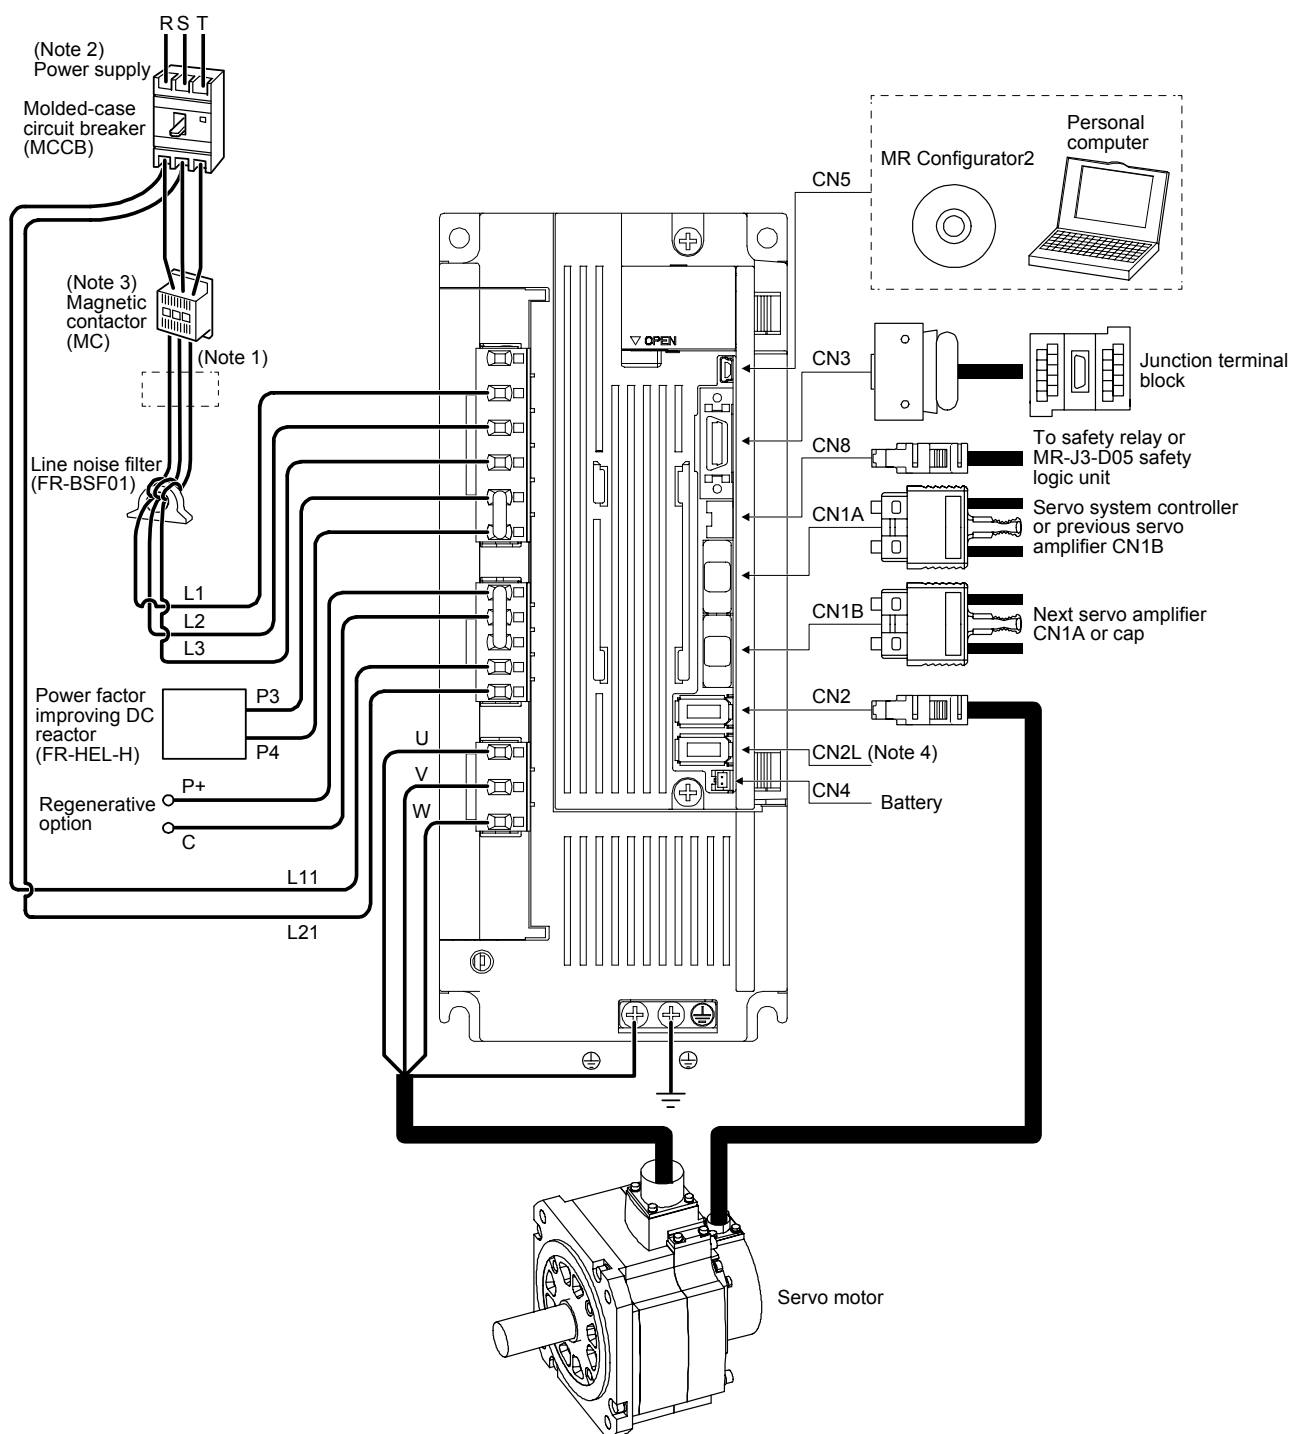 R S T
(Note 2)
Power supply
Molded-case
circuit breaker
(MCCB)
(Note 3)
Magnetic
contactor
(MC)
(Note 1)
Line noise filter
(FR-BSF01)
L1
L2
L3
Power factor
improving DC
reactor
(FR-HEL-H)
P3
P4
P+
Regenerative
option
C
L11
L21
U
V
W
▽ OPEN
CN5
MR Configurator2
Personal
computer
CN3
Junction terminal
block
CN8
To safety relay or
MR-J3-D05 safety
logic unit
CN1A
Servo system controller
or previous servo
amplifier CN1B
CN1B
Next servo amplifier
CN1A or cap
CN2
CN2L (Note 4)
CN4
Battery
Servo motor